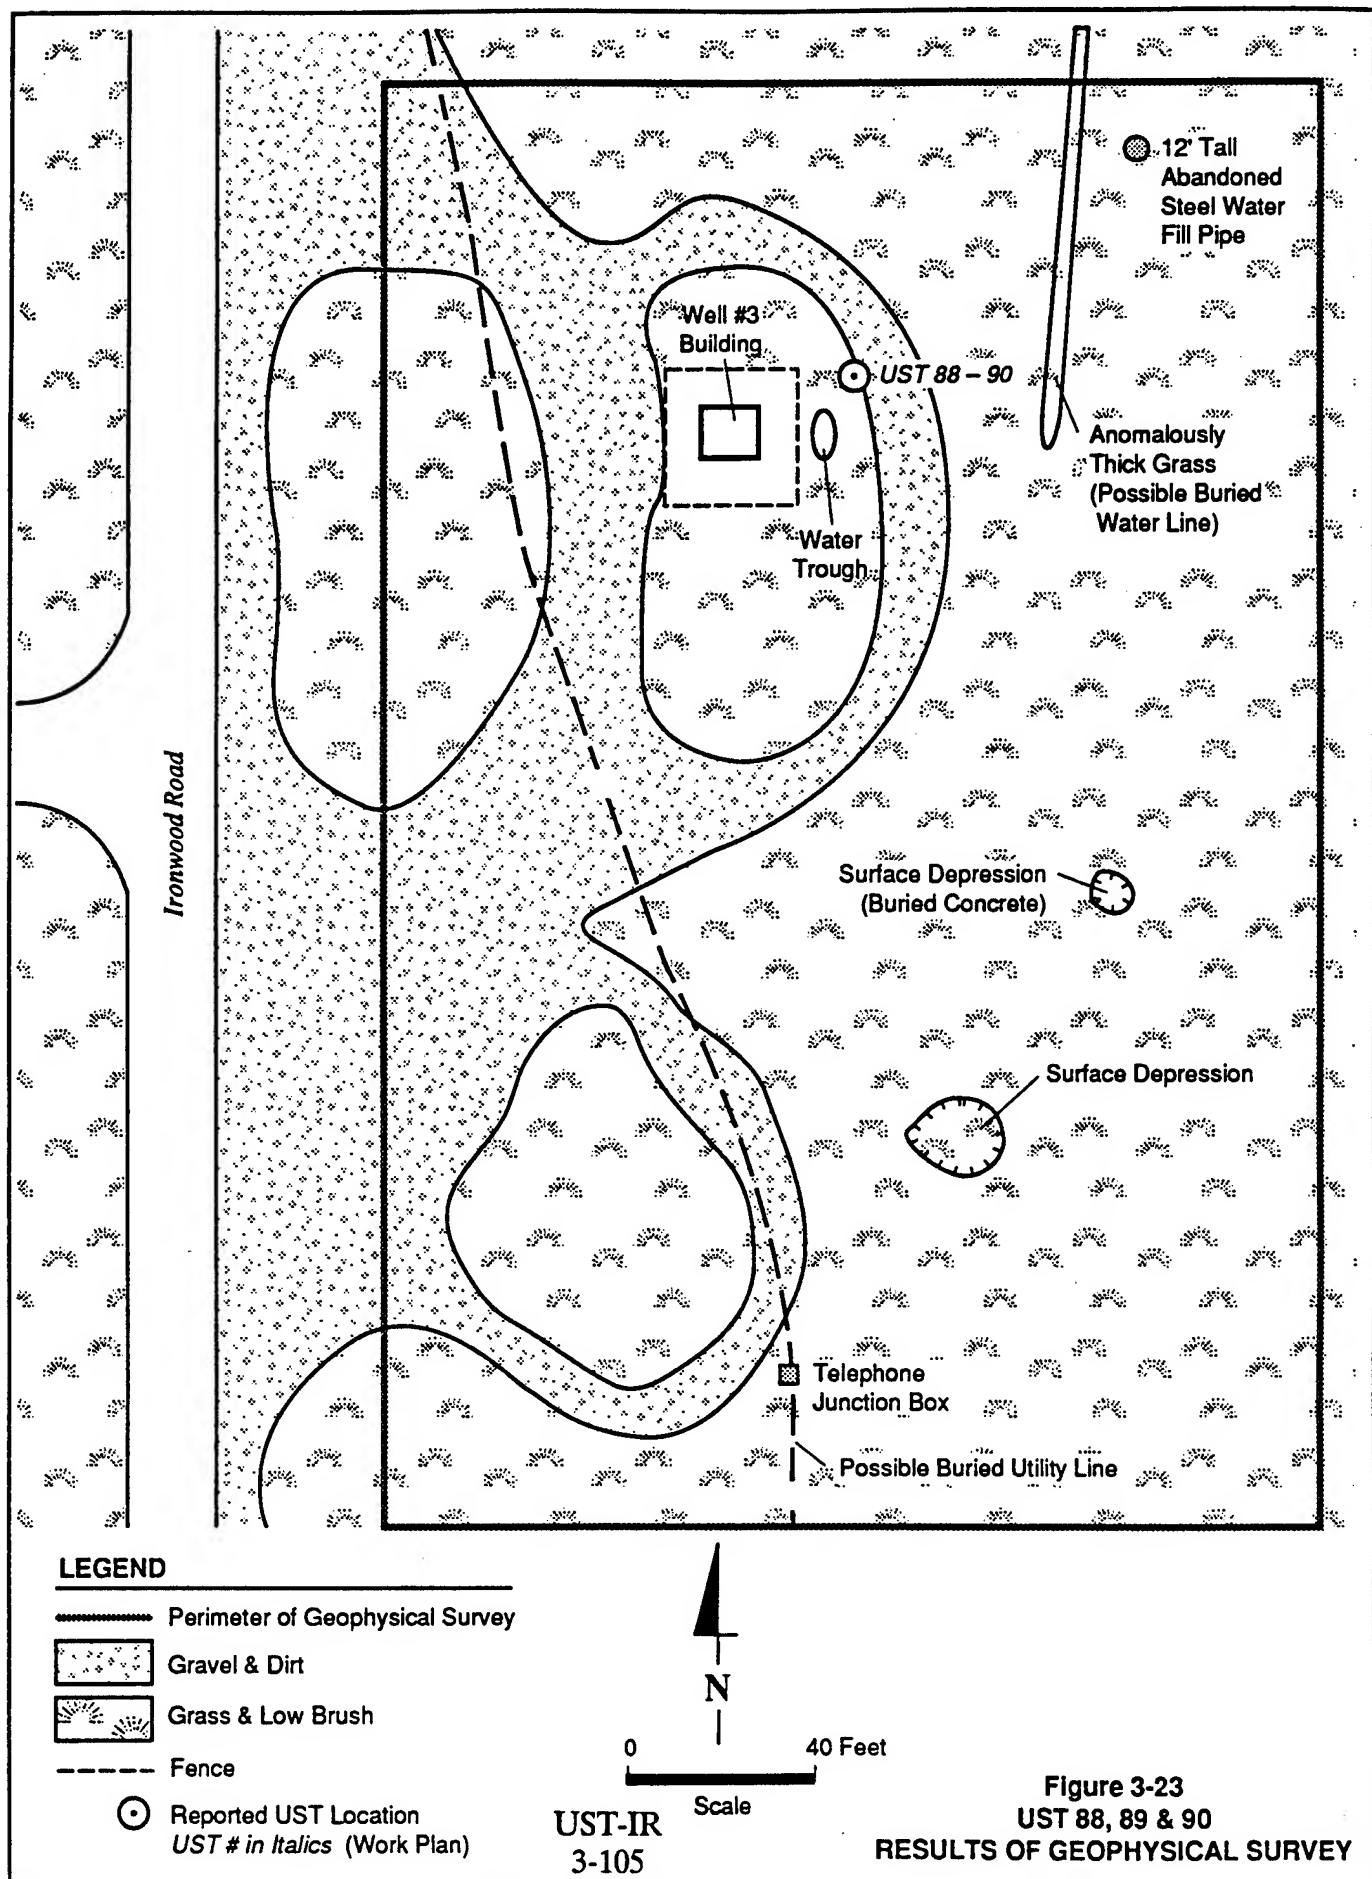 12' Tall
Abandoned
Steel Water
Fill Pipe
Well #3
Building
UST 88 – 90
Anomalously
Thick Grass
(Possible Buried
Water Line)
Water
Trough
Ironwood Road
Surface Depression
(Buried Concrete)
Surface Depression
Telephone
Junction Box
Possible Buried Utility Line
LEGEND
Perimeter of Geophysical Survey
Gravel & Dirt
Grass & Low Brush
Fence
Reported UST Location
UST # in Italics (Work Plan)
N
0 40 Feet
Scale
UST-IR
3-105
Figure 3-23
UST 88, 89 & 90
RESULTS OF GEOPHYSICAL SURVEY